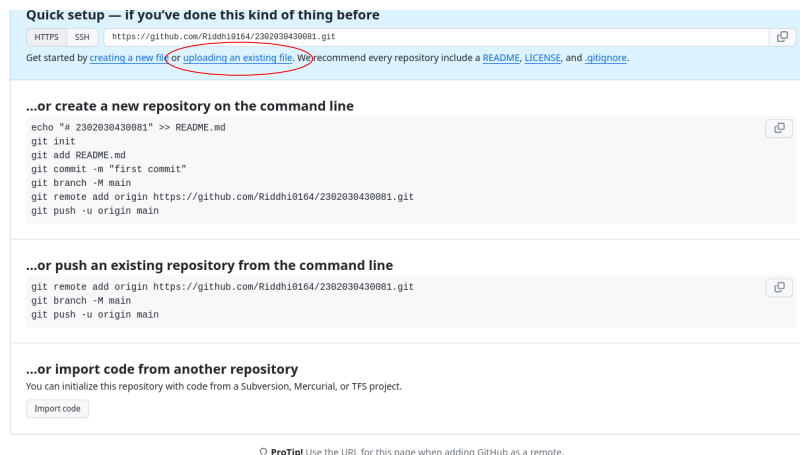 Quick setup — if you’ve done this kind of thing before
HTTPS SSH https://github.com/Riddhi0164/2302030430081.git
Get started by creating a new file or uploading an existing file. We recommend every repository include a README, LICENSE, and .gitignore.
…or create a new repository on the command line
echo "# 2302030430081" >> README.md
git init
git add README.md
git commit -m "first commit"
git branch -M main
git remote add origin https://github.com/Riddhi0164/2302030430081.git
git push -u origin main
…or push an existing repository from the command line
git remote add origin https://github.com/Riddhi0164/2302030430081.git
git branch -M main
git push -u origin main
…or import code from another repository
You can initialize this repository with code from a Subversion, Mercurial, or TFS project.
Import code
ProTip! Use the URL for this page when adding GitHub as a remote.